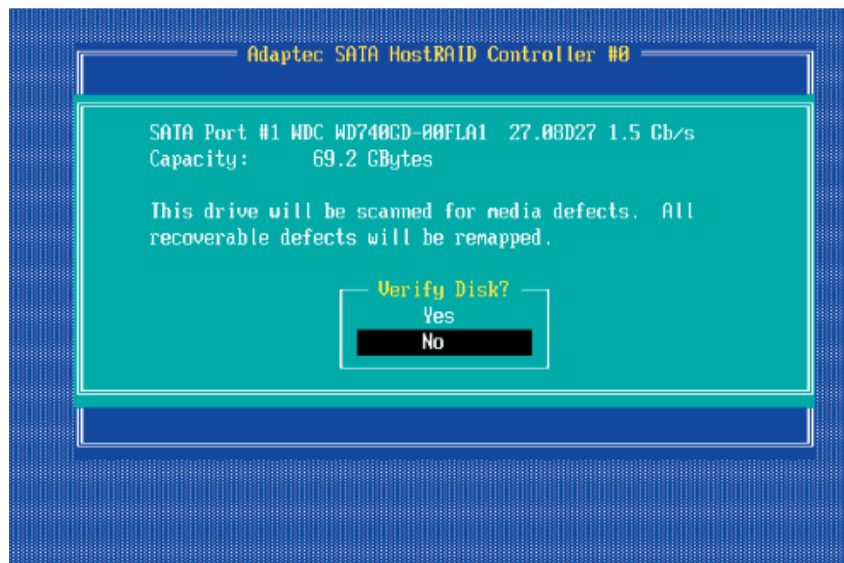 Adaptec SATA HostRAID Controller #0
SATA Port #1 WDC WD740GD-00FLA1 27.08D27 1.5 Gb/s
Capacity: 69.2 GBytes
This drive will be scanned for media defects. All
recoverable defects will be remapped.
Verify Disk?
Yes
No